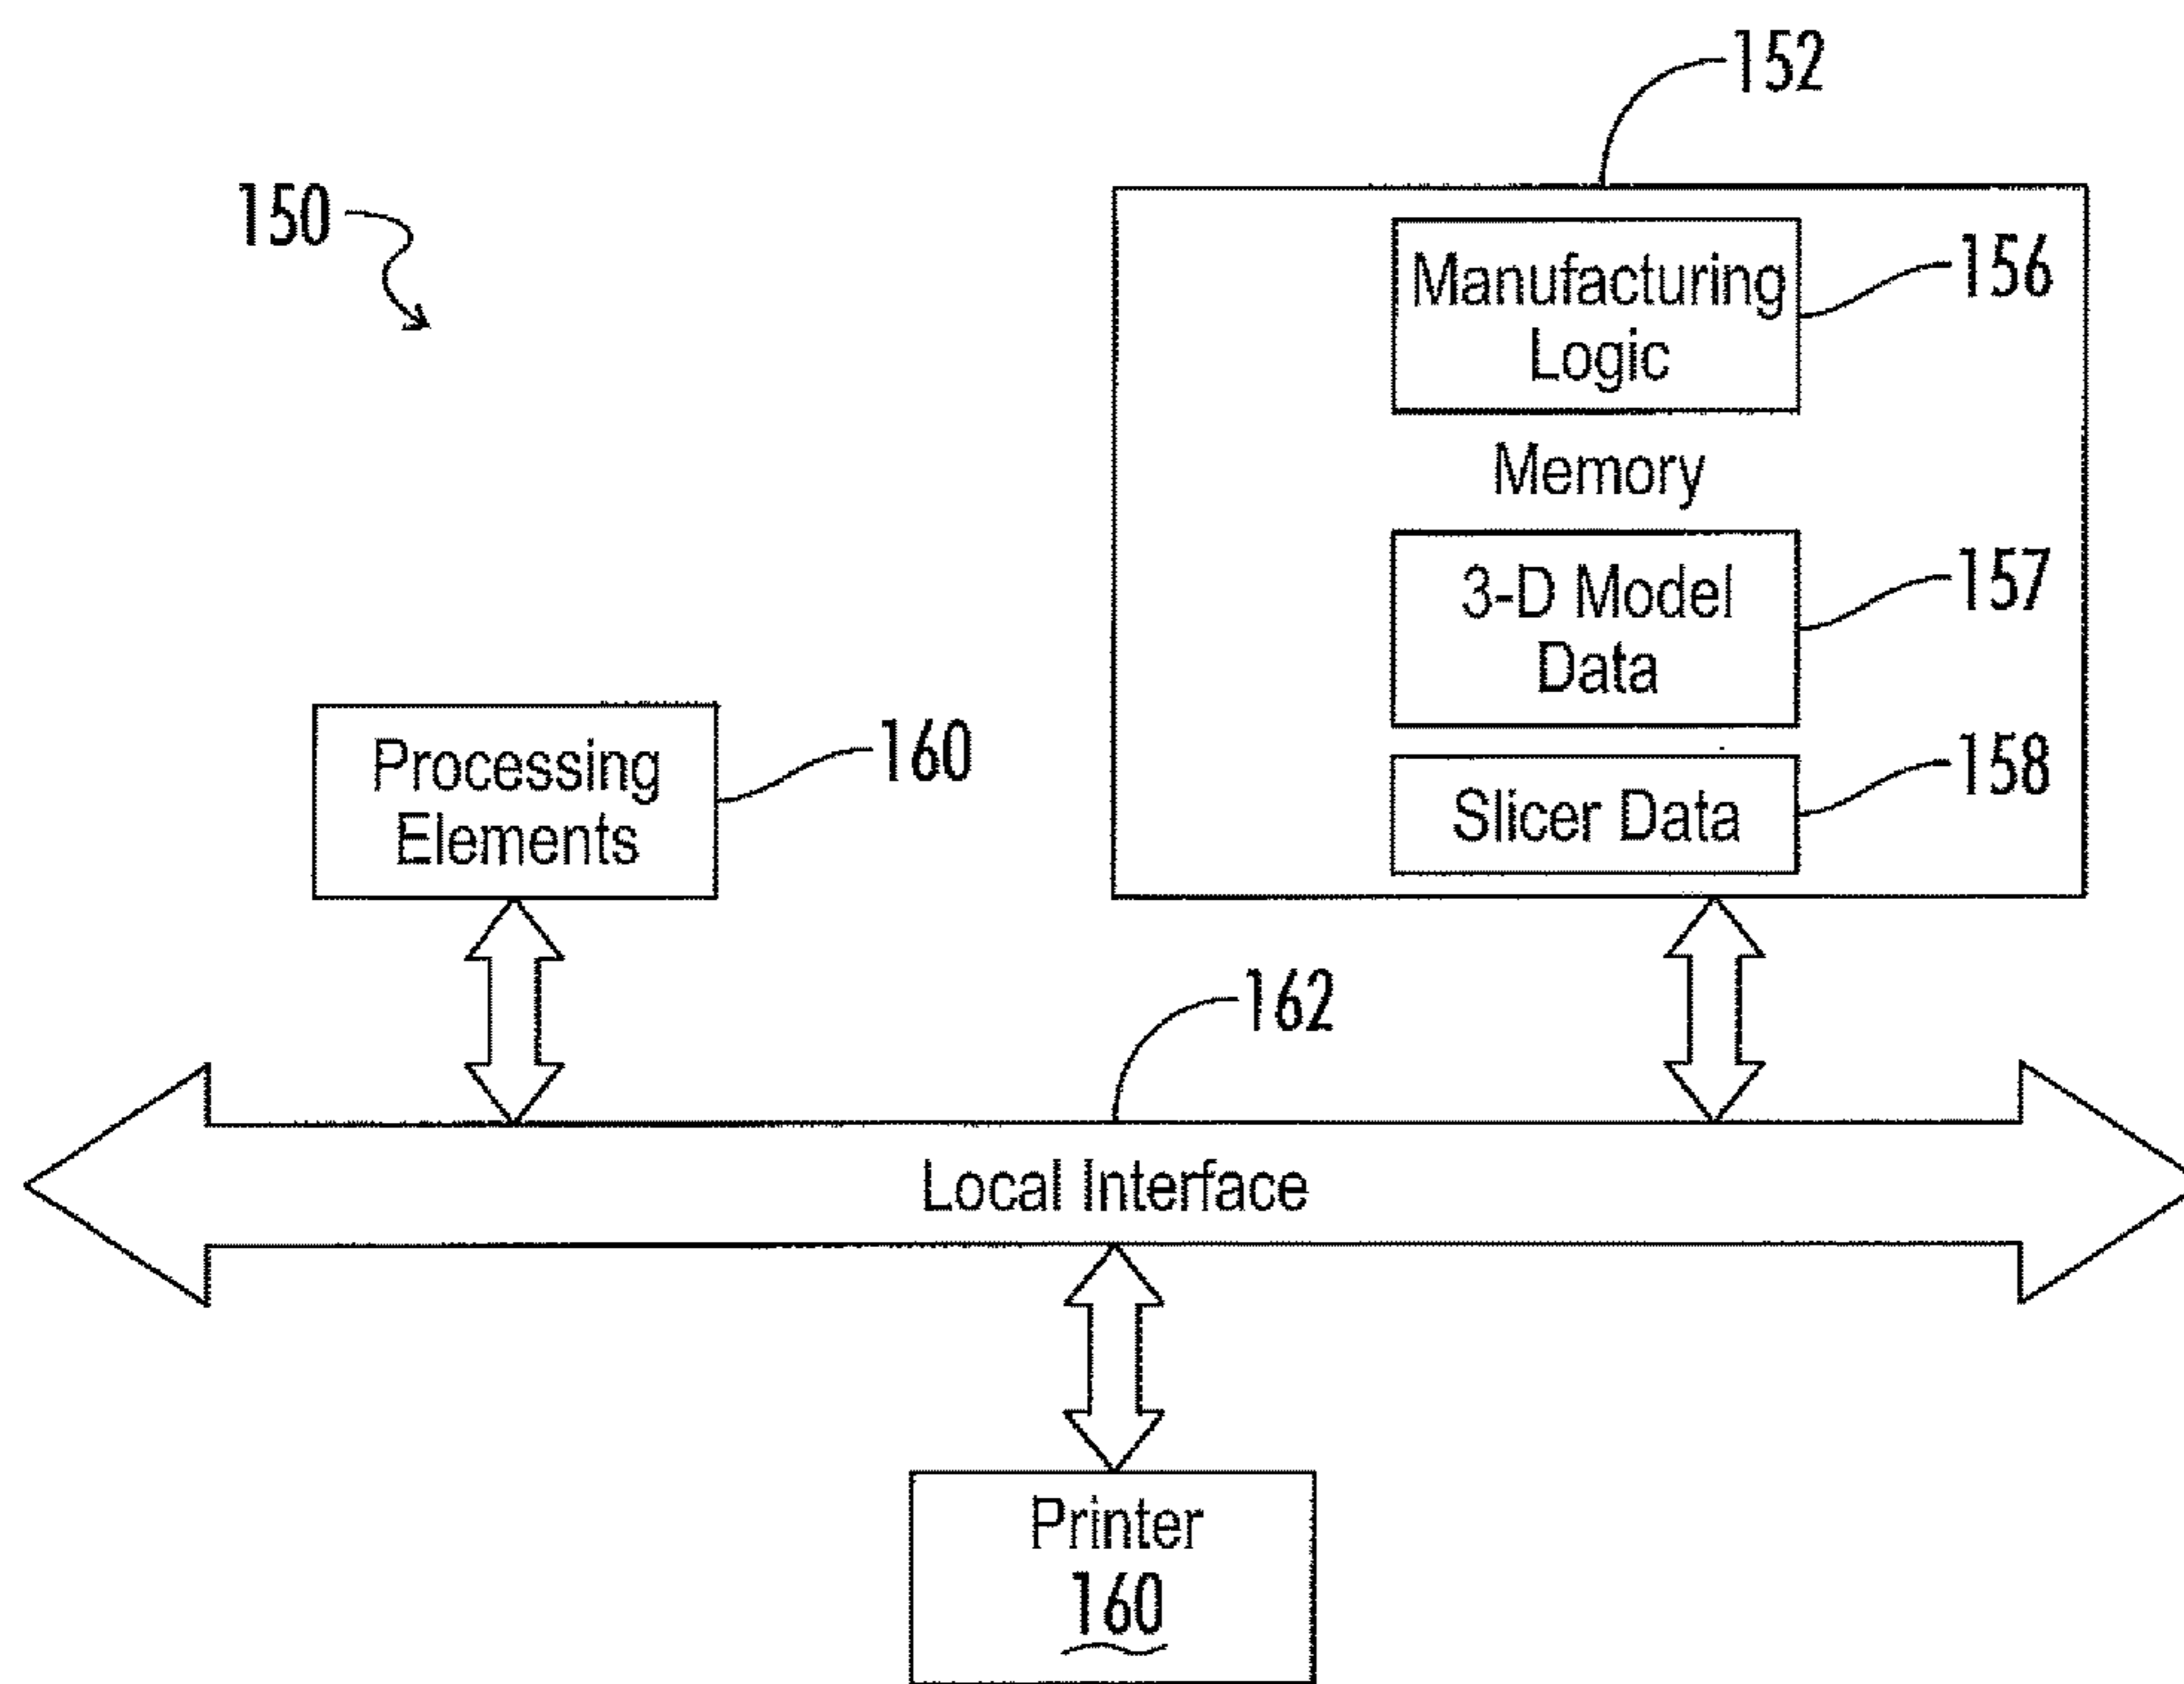 152
150
Manufacturing
Logic
156
Memory
3-D Model
Data
157
Processing
Elements
160
Slicer Data
158
162
Local Interface
Printer
160